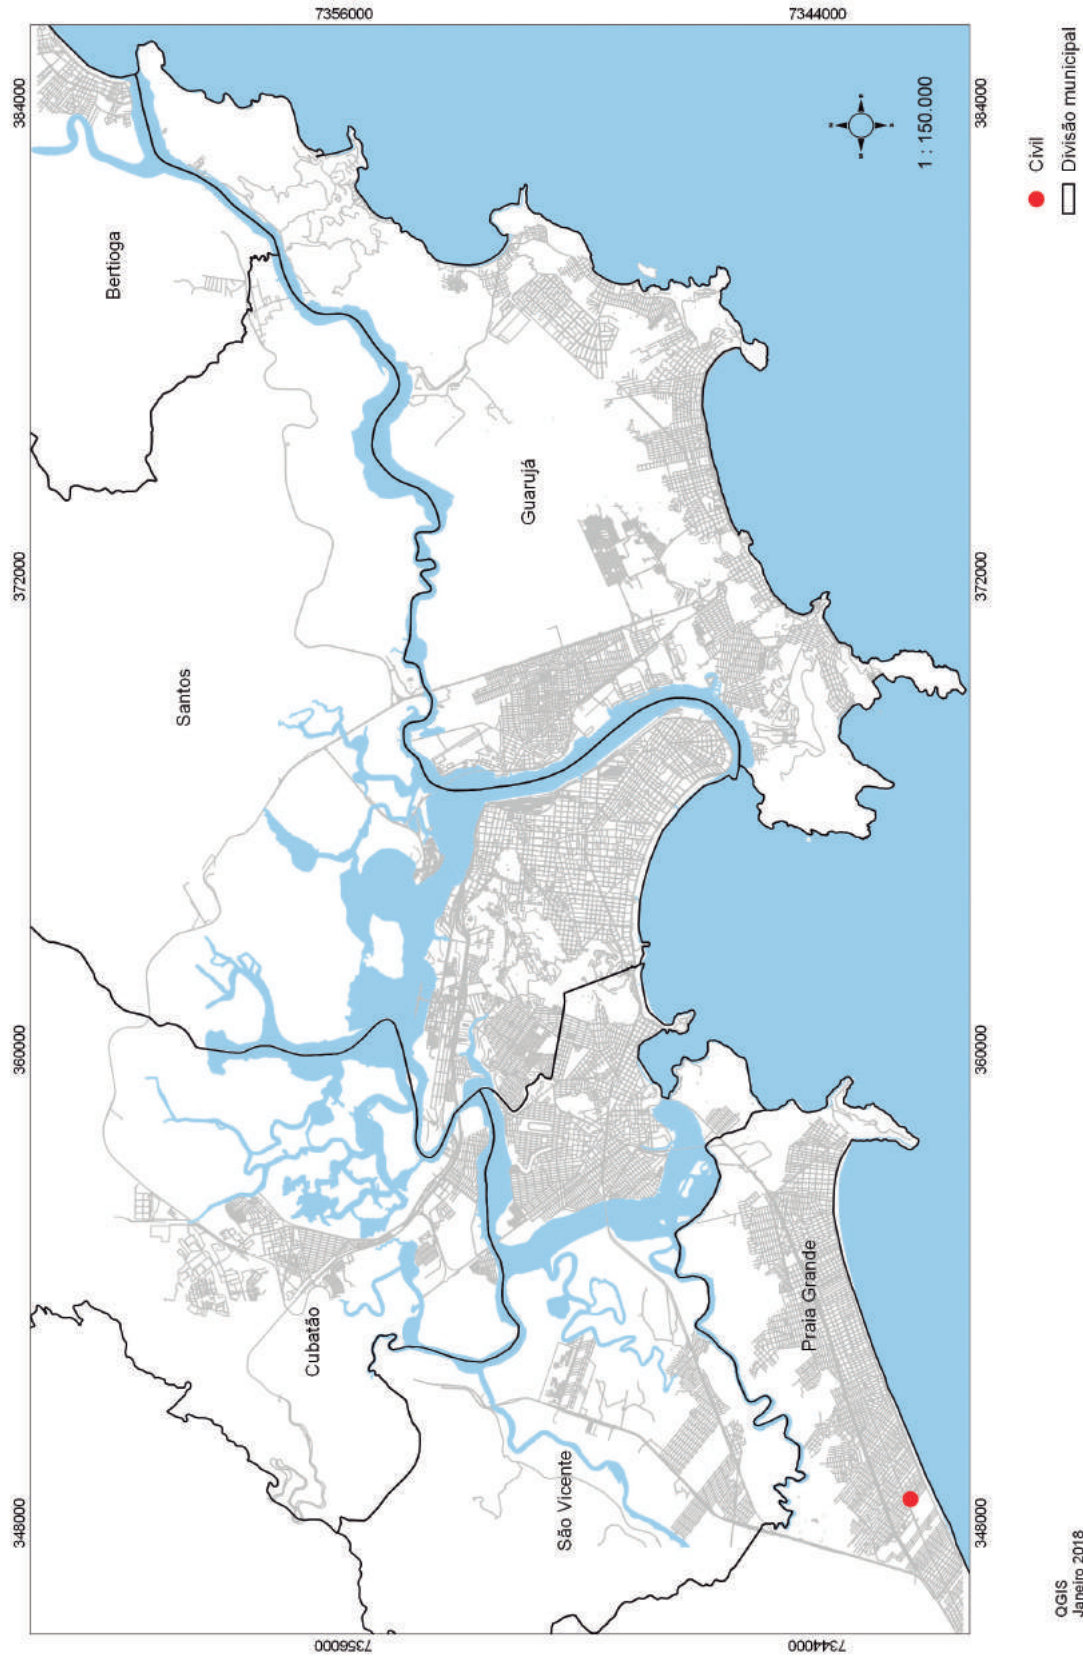 348000
360000
372000
384000
7356000
7344000
7356000
7344000
Bertioga
Santos
Cubatão
Guarujá
São Vicente
Praia Grande
1 : 150.000
348000
360000
372000
384000
Civil
Divisão municipal
QGIS
Janeiro 2018